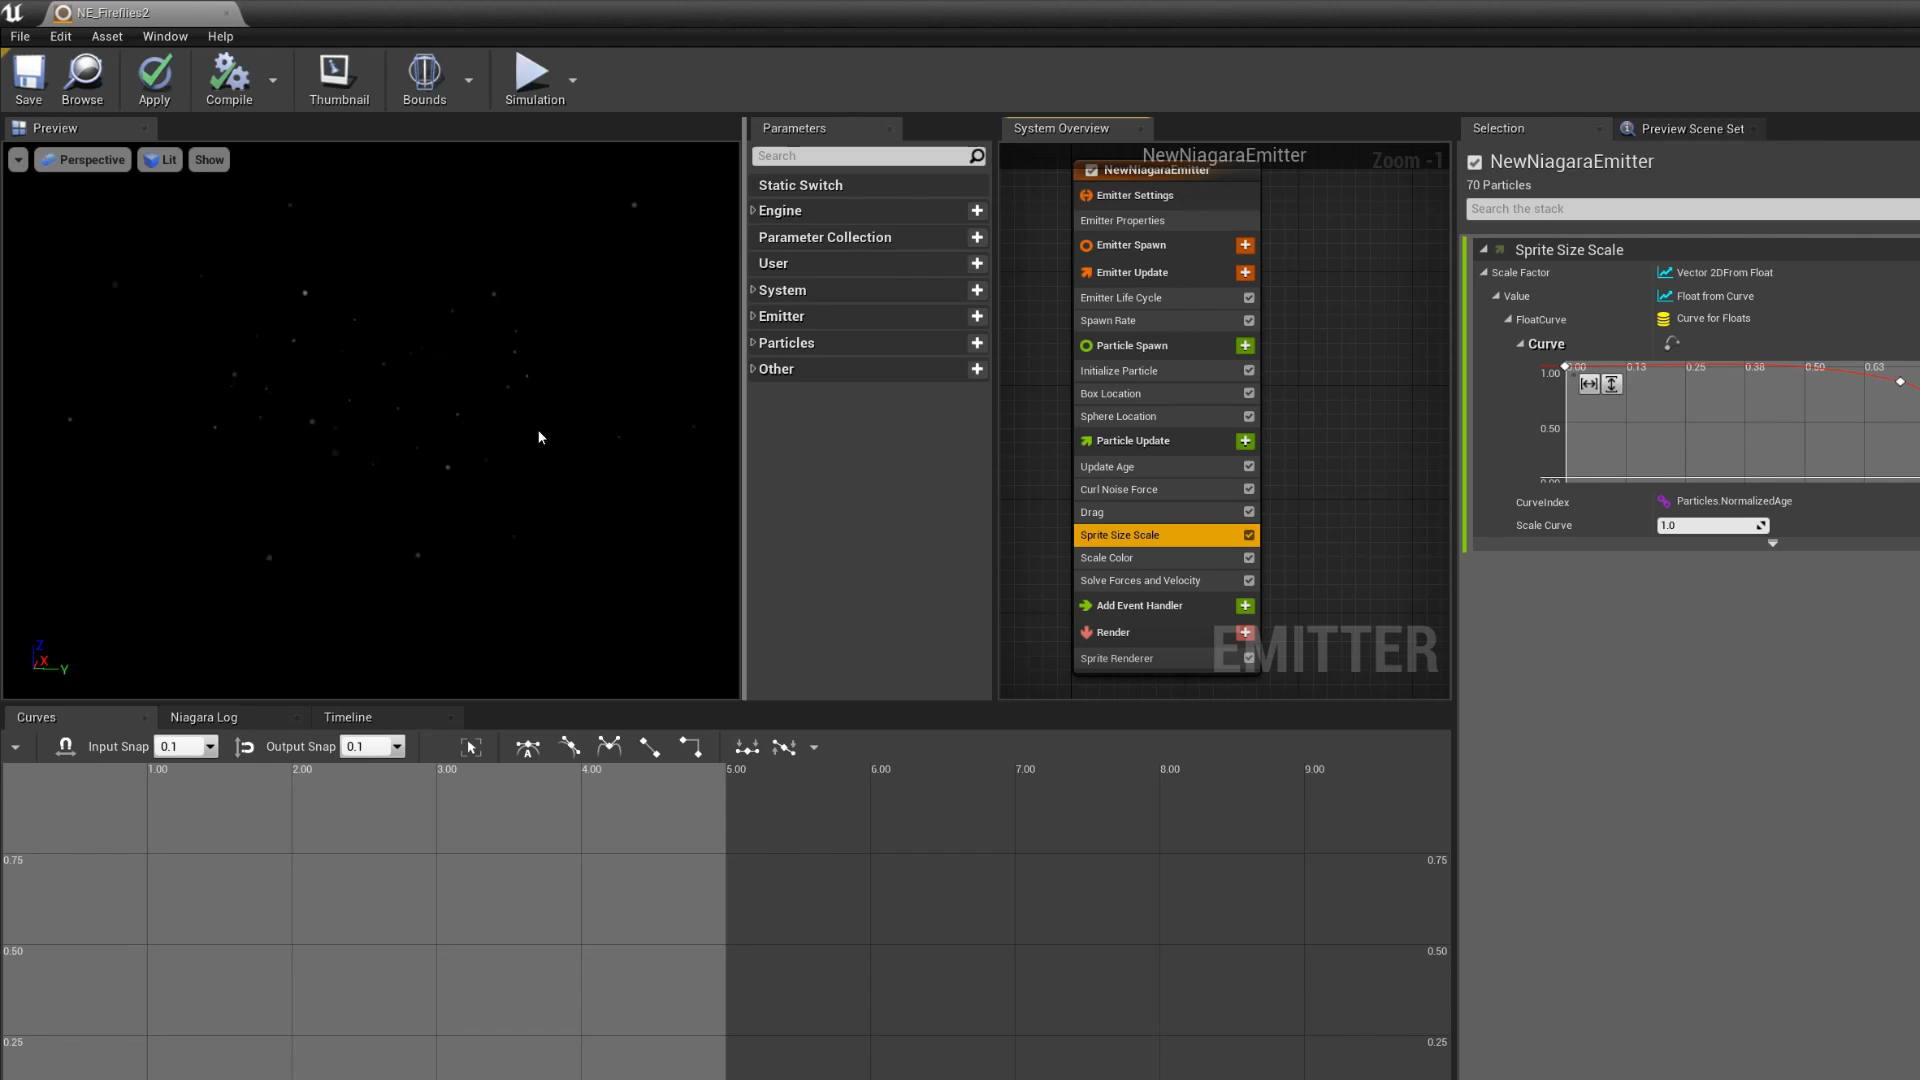 NE_Fireflies2
File Edit Asset Window Help
Save Browse Apply Compile Thumbnail Bounds Simulation
Preview
Perspective Lit Show
Z
X
Y
Parameters
Search
Static Switch
Engine
Parameter Collection
User
System
Emitter
Particles
Other
System Overview
NewNiagaraEmitter
Zoom -1
NewNiagaraEmitter
Emitter Settings
Emitter Properties
Emitter Spawn
Emitter Update
Emitter Life Cycle
Spawn Rate
Particle Spawn
Initialize Particle
Box Location
Sphere Location
Particle Update
Update Age
Curl Noise Force
Drag
Sprite Size Scale
Scale Color
Solve Forces and Velocity
Add Event Handler
Render
Sprite Renderer
EMITTER
Selection Preview Scene Set
NewNiagaraEmitter
70 Particles
Search the stack
Sprite Size Scale
Scale Factor Vector 2DFrom Float
Value Float from Curve
FloatCurve Curve for Floats
Curve
0.00 0.13 0.25 0.38 0.50 0.63
1.00
0.50
0.00
CurveIndex Particles.NormalizedAge
Scale Curve 1.0
Curves Niagara Log Timeline
Input Snap 0.1 Output Snap 0.1
A
1.00 2.00 3.00 4.00 5.00 6.00 7.00 8.00 9.00
0.75 0.75
0.50 0.50
0.25 0.25